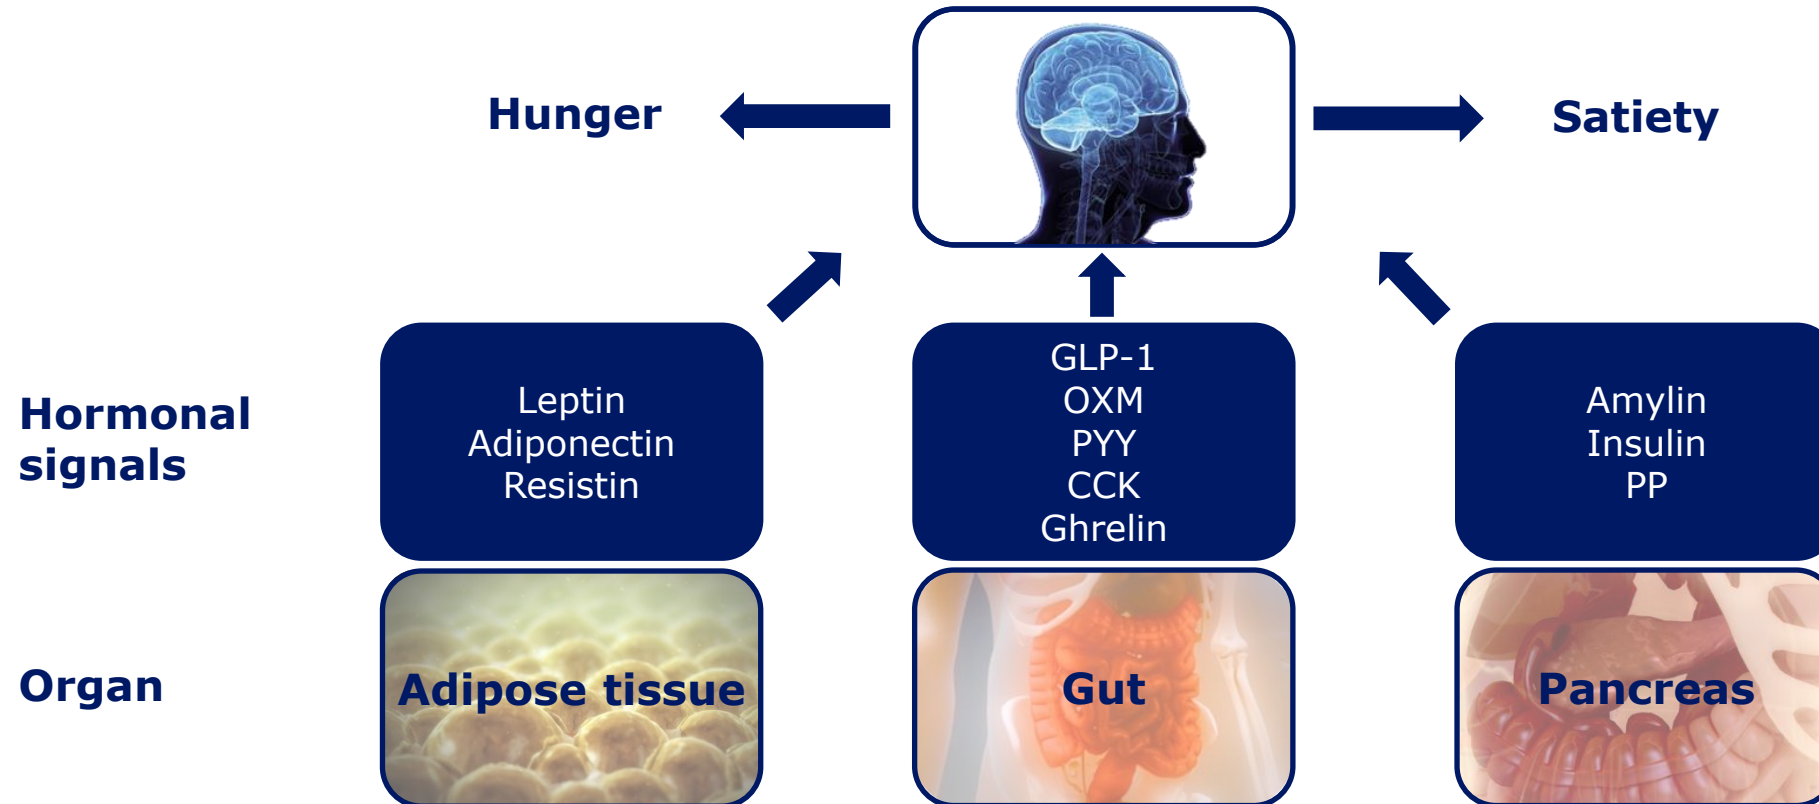 Hunger
Satiety
Hormonal
signals
Leptin
Adiponectin
Resistin
GLP-1
OXM
PYY
CCK
Ghrelin
Amylin
Insulin
PP
Organ
Adipose tissue
Gut
Pancreas